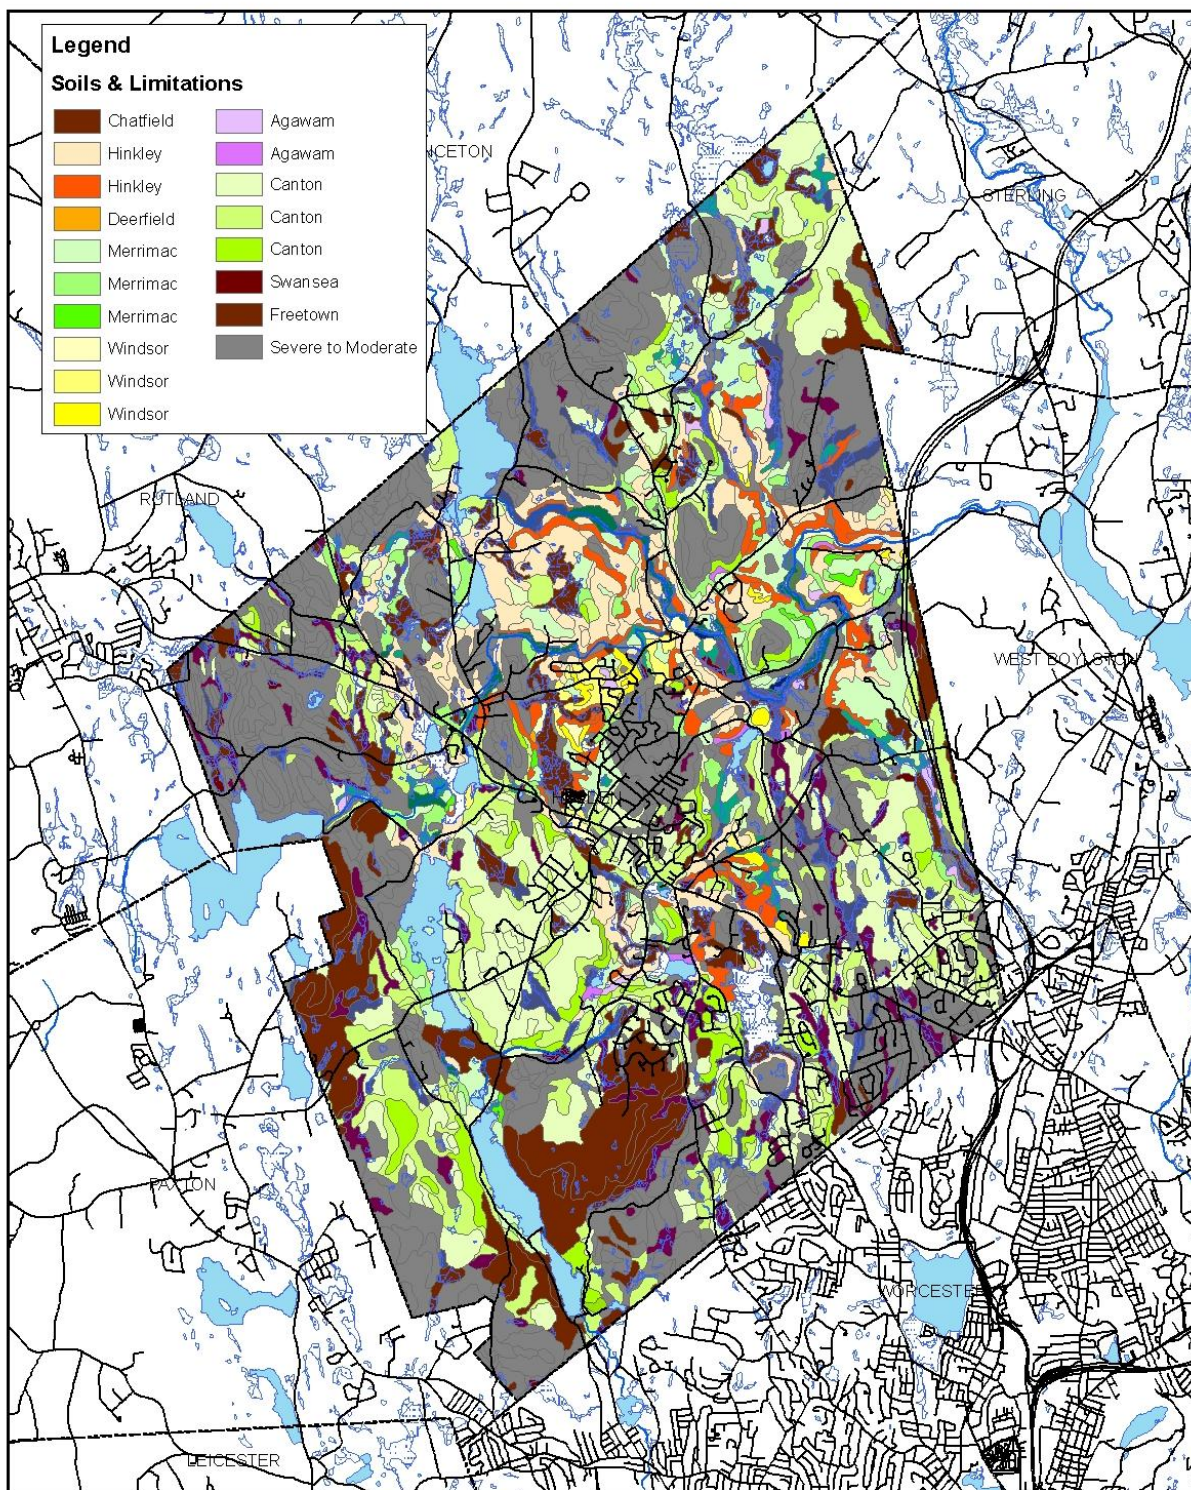 Legend
Soils & Limitations
Chatfield
Hinkley
Hinkley
Deerfield
Merrimac
Merrimac
Merrimac
Windsor
Windsor
Windsor
Agawam
Agawam
Canton
Canton
Canton
Swansea
Freetown
Severe to Moderate
NCETON
STERLING
RUTLAND
WEST BOYLSTON
PAXTON
WORCESTER
LEICESTER